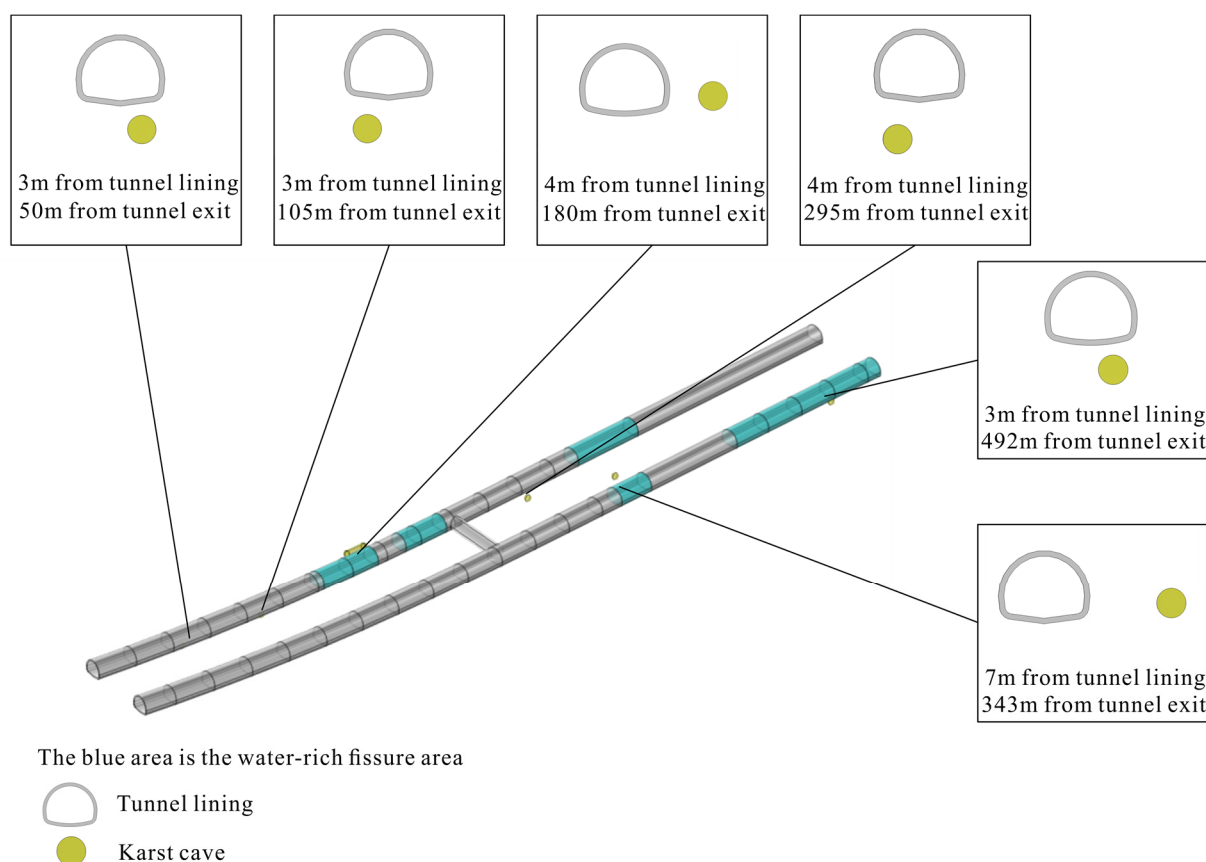 3m from tunnel lining
50m from tunnel exit
3m from tunnel lining
105m from tunnel exit
4m from tunnel lining
180m from tunnel exit
4m from tunnel lining
295m from tunnel exit
3m from tunnel lining
492m from tunnel exit
7m from tunnel lining
343m from tunnel exit
The blue area is the water-rich fissure area
Tunnel lining
Karst cave